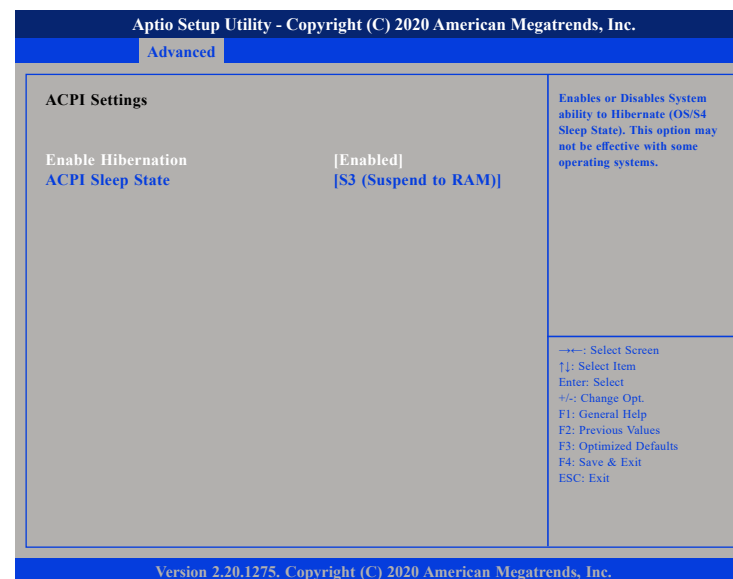 Aptio Setup Utility - Copyright (C) 2020 American Megatrends, Inc.
Advanced
ACPI Settings
Enable Hibernation [Enabled]
ACPI Sleep State [S3 (Suspend to RAM)]
Enables or Disables System
ability to Hibernate (OS/S4
Sleep State). This option may
not be effective with some
operating systems.
→←: Select Screen
↑↓: Select Item
Enter: Select
+/-: Change Opt.
F1: General Help
F2: Previous Values
F3: Optimized Defaults
F4: Save & Exit
ESC: Exit
Version 2.20.1275. Copyright (C) 2020 American Megatrends, Inc.